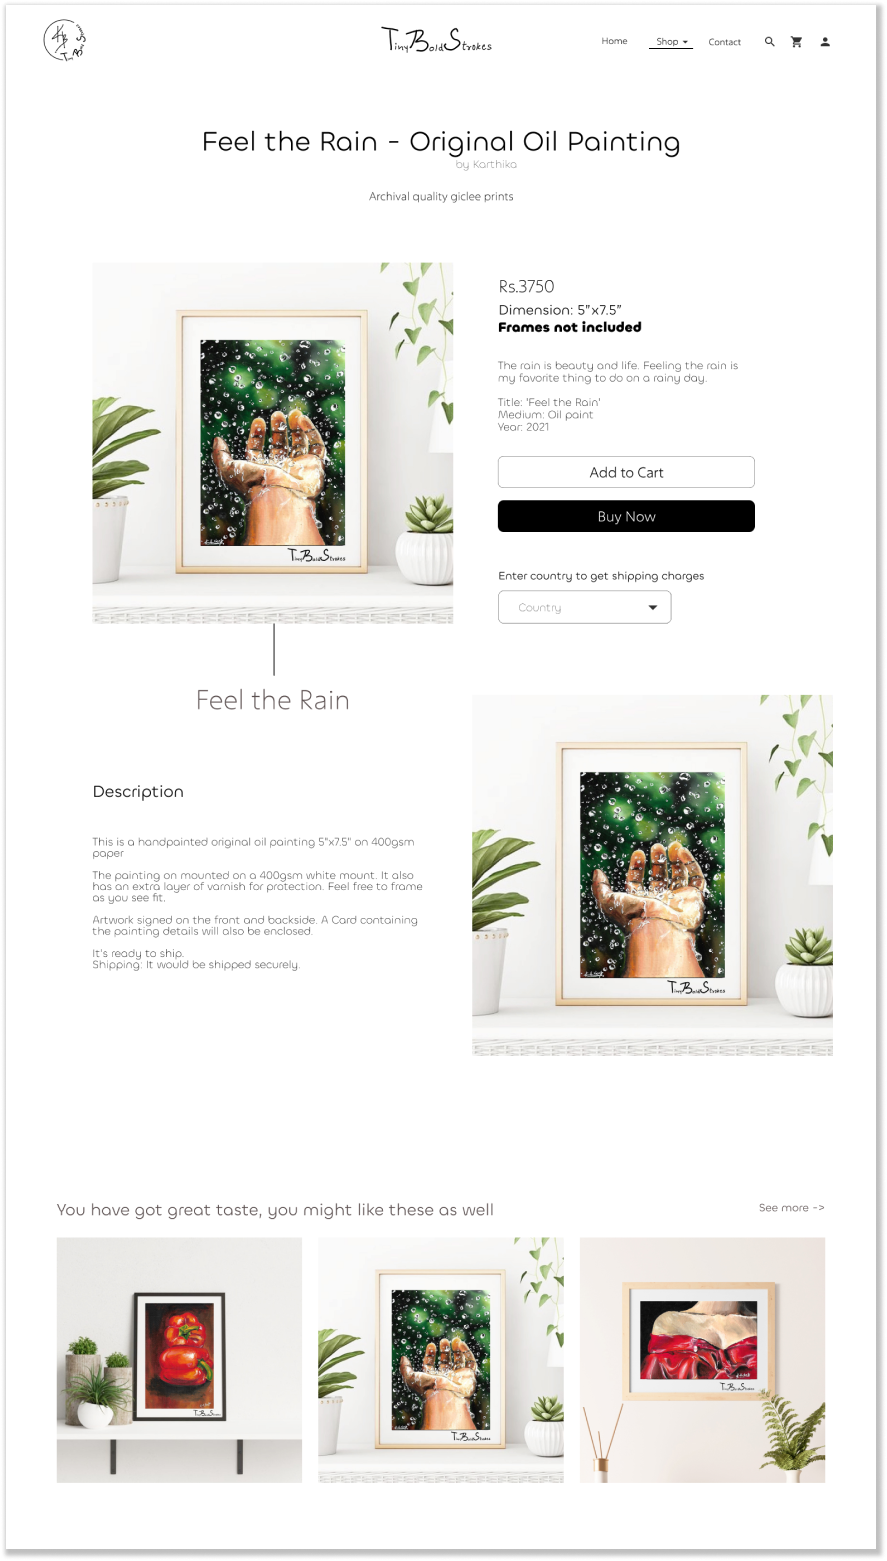 TinyBoldStrokes
Home
Shop
Contact
Feel the Rain - Original Oil Painting
by Karthika
Archival quality giclee prints
TinyBoldStrokes
Rs.3750
Dimension: 5”x7.5”
Frames not included
The rain is beauty and life. Feeling the rain is
my favorite thing to do on a rainy day.
Title: 'Feel the Rain'
Medium: Oil paint
Year: 2021
Add to Cart
Buy Now
Enter country to get shipping charges
Country
Feel the Rain
Description
This is a handpainted original oil painting 5"x7.5" on 400gsm
paper
The painting on mounted on a 400gsm white mount. It also
has an extra layer of varnish for protection. Feel free to frame
as you see fit.
Artwork signed on the front and backside. A Card containing
the painting details will also be enclosed.
It's ready to ship.
Shipping: It would be shipped securely.
TinyBoldStrokes
You have got great taste, you might like these as well
See more ->
TinyBoldStrokes
TinyBoldStrokes
TinyBoldStrokes